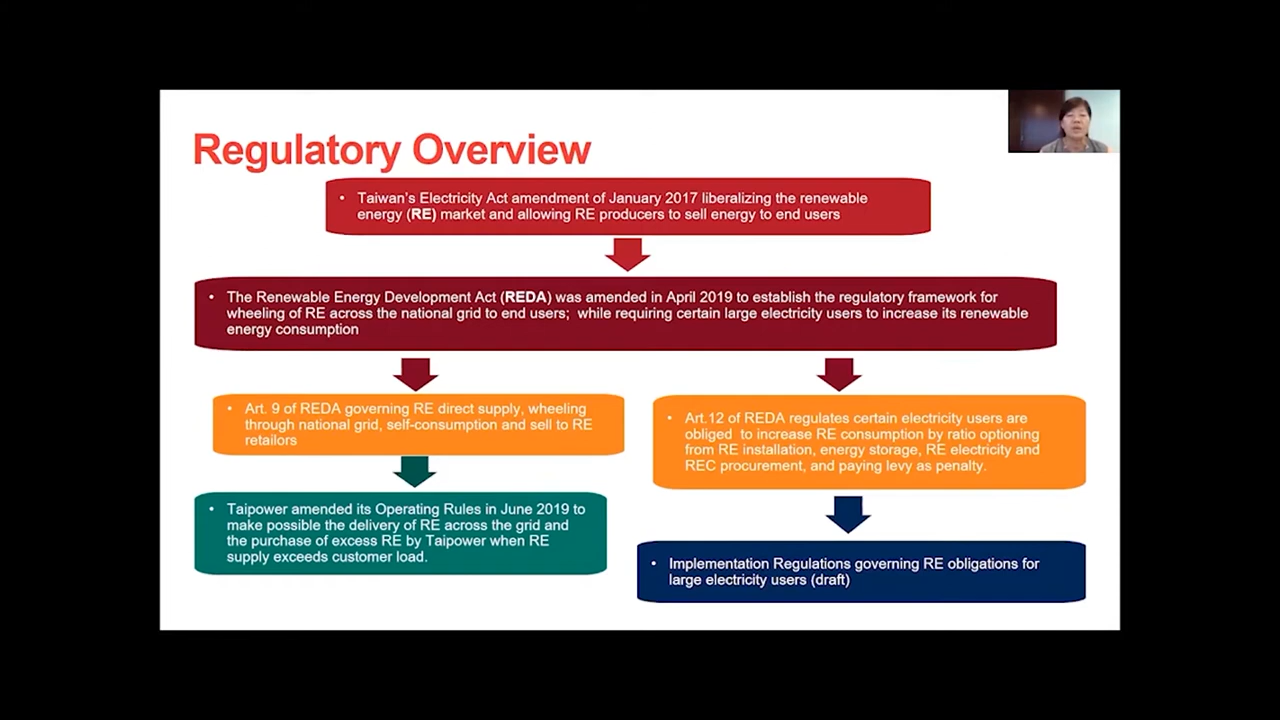 Regulatory Overview
• Taiwan's Electricity Act amendment of January 2017 liberalizing the renewable
energy (RE) market and allowing RE producers to sell energy to end users
• The Renewable Energy Development Act (REDA) was amended in April 2019 to establish the regulatory framework for
wheeling of RE across the national grid to end users; while requiring certain large electricity users to increase its renewable
energy consumption
• Art. 9 of REDA governing RE direct supply, wheeling
through national grid, self-consumption and sell to RE
retailors
• Art.12 of REDA regulates certain electricity users are
obliged to increase RE consumption by ratio optioning
from RE installation, energy storage, RE electricity and
REC procurement, and paying levy as penalty.
• Taipower amended its Operating Rules in June 2019 to
make possible the delivery of RE across the grid and
the purchase of excess RE by Taipower when RE
supply exceeds customer load.
• Implementation Regulations governing RE obligations for
large electricity users (draft)